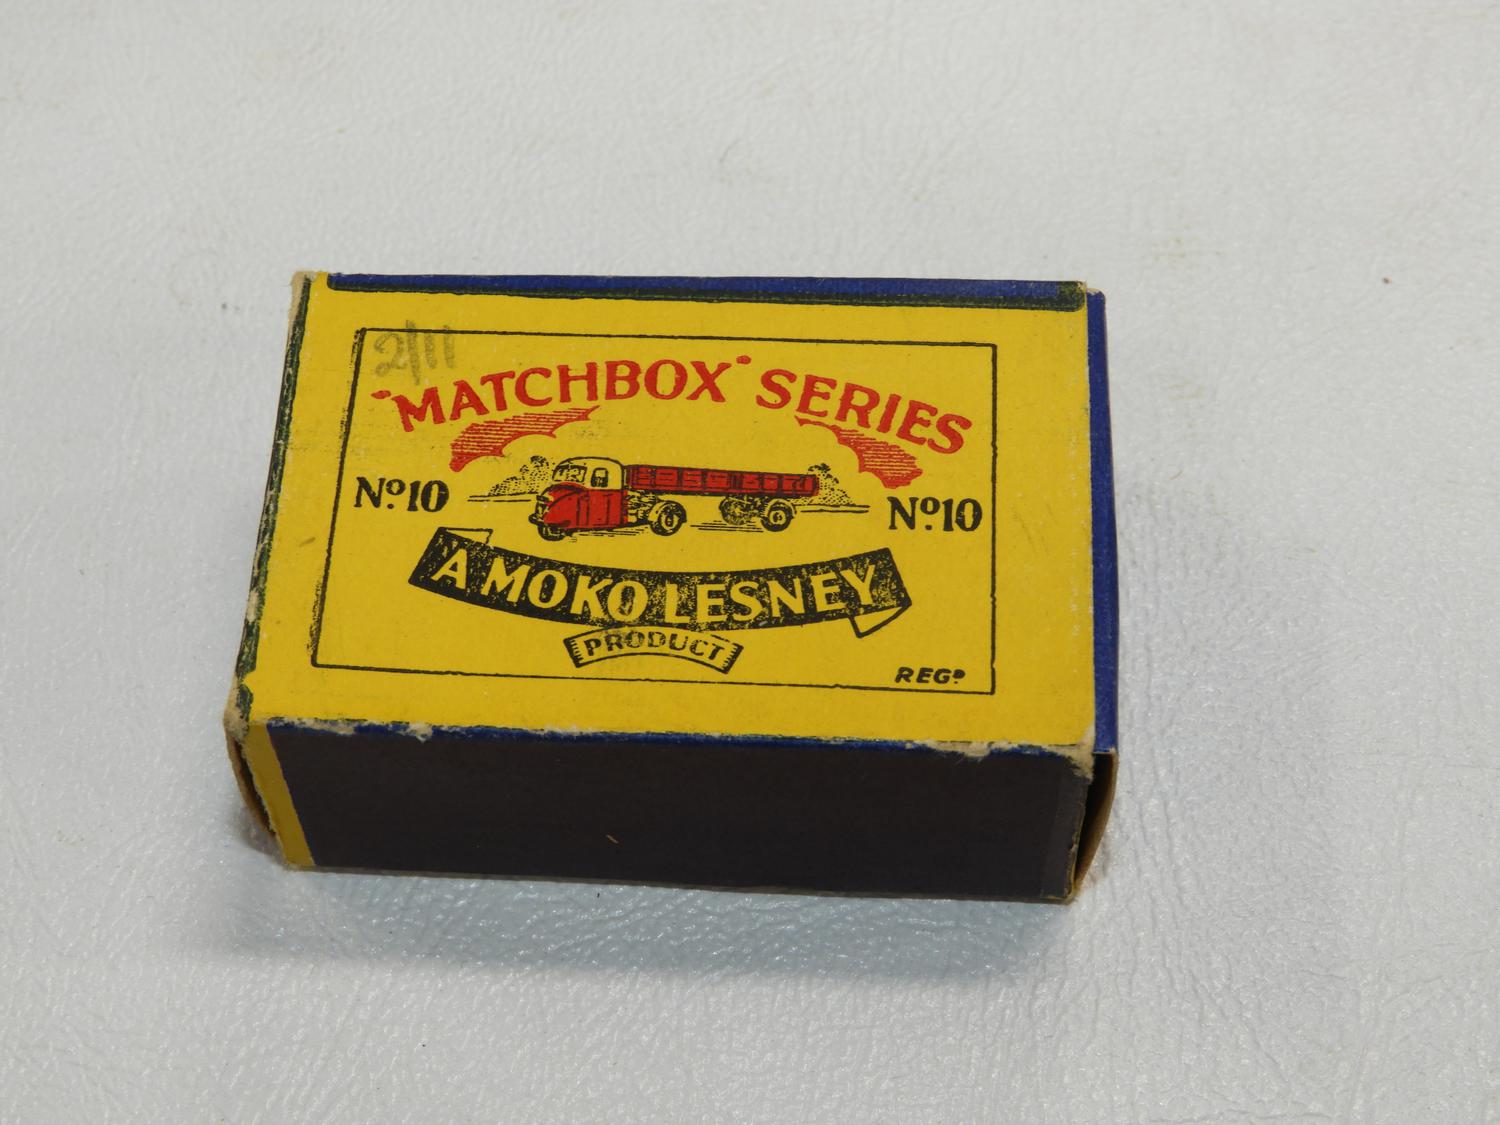 2/11
"MATCHBOX" SERIES
Nº10 Nº10
"A MOKO LESNEY"
PRODUCT
REGD